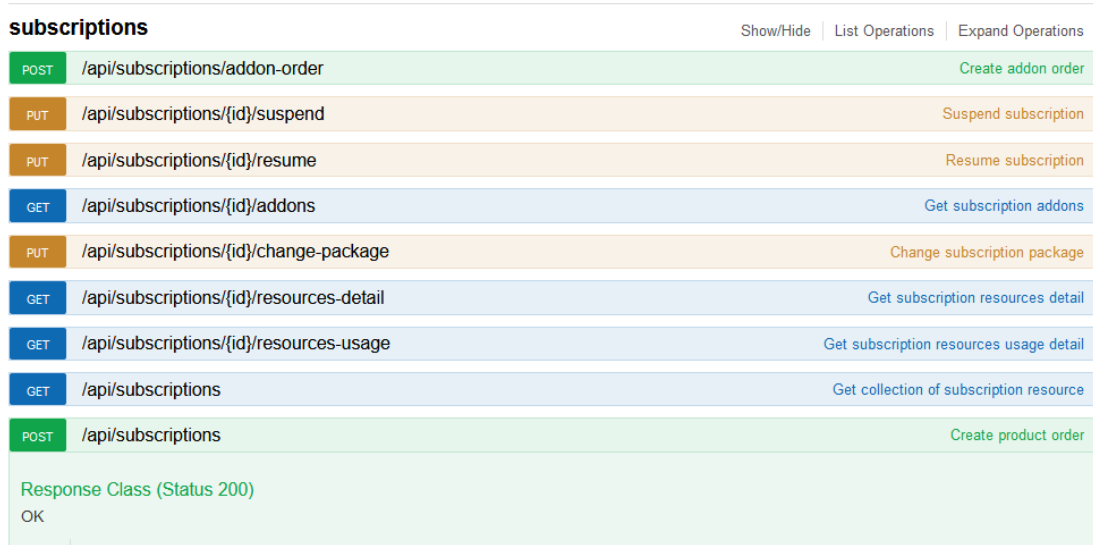 subscriptions Show/Hide List Operations Expand Operations
POST /api/subscriptions/addon-order Create addon order
PUT /api/subscriptions/{id}/suspend Suspend subscription
PUT /api/subscriptions/{id}/resume Resume subscription
GET /api/subscriptions/{id}/addons Get subscription addons
PUT /api/subscriptions/{id}/change-package Change subscription package
GET /api/subscriptions/{id}/resources-detail Get subscription resources detail
GET /api/subscriptions/{id}/resources-usage Get subscription resources usage detail
GET /api/subscriptions Get collection of subscription resource
POST /api/subscriptions Create product order
Response Class (Status 200)
OK